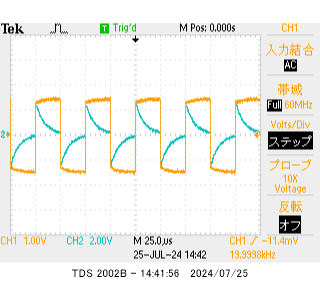 Tek Trig'd M Pos: 0.000s CH1
入力結合
AC
帯域
Full 60MHz
Volts/Div
ステップ
プローブ
10X
Voltage
反転
オフ
2
CH1 1.00V CH2 2.00V M 25.0µs CH1 -11.4mV
25-JUL-24 14:42 19.9998kHz
TDS 2002B - 14:41:56 2024/07/25